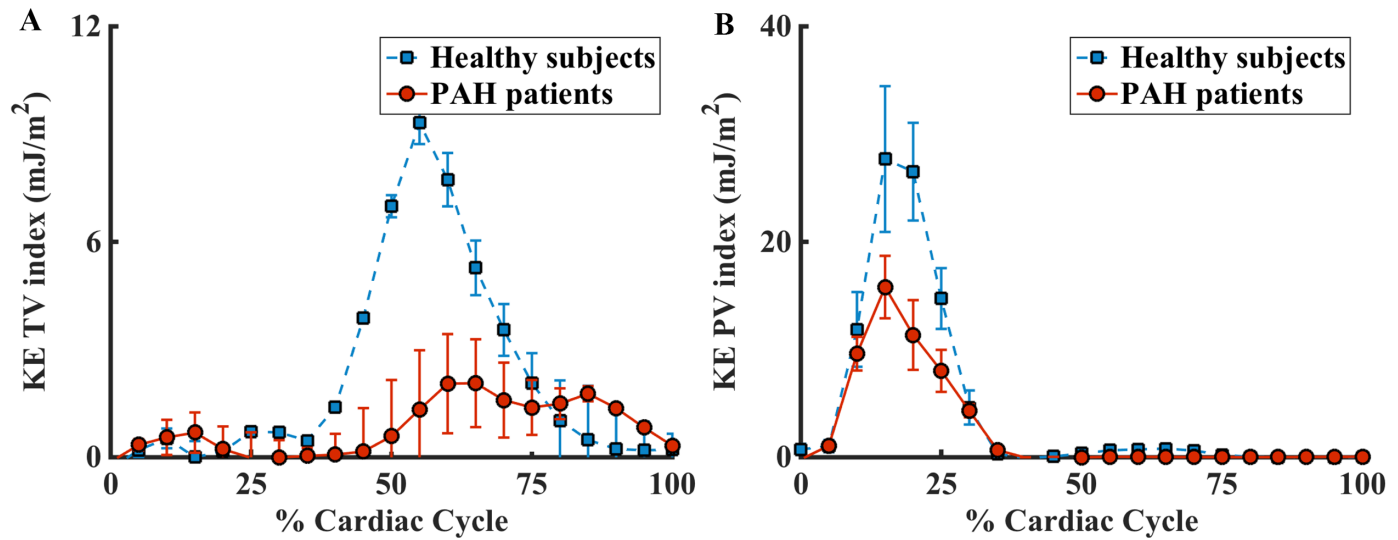 A
12
6
0
KE TV index (mJ/m²)
Healthy subjects
PAH patients
0 25 50 75 100
% Cardiac Cycle
B
40
20
0
KE PV index (mJ/m²)
Healthy subjects
PAH patients
0 25 50 75 100
% Cardiac Cycle